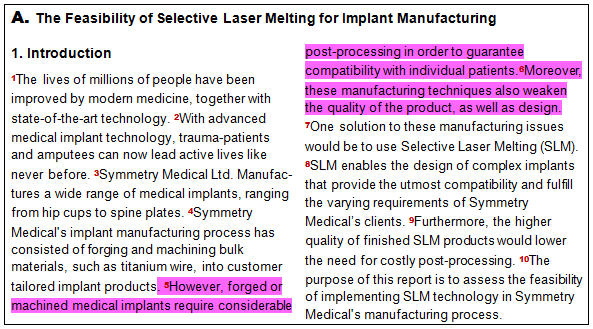 A. The Feasibility of Selective Laser Melting for Implant Manufacturing
1. Introduction
1The lives of millions of people have been
improved by modern medicine, together with
state-of-the-art technology. 2With advanced
medical implant technology, trauma-patients
and amputees can now lead active lives like
never before. 3Symmetry Medical Ltd. Manufac-
tures a wide range of medical implants, ranging
from hip cups to spine plates. 4Symmetry
Medical's implant manufacturing process has
consisted of forging and machining bulk
materials, such as titanium wire, into customer
tailored implant products. 5However, forged or
machined medical implants require considerable
post-processing in order to guarantee
compatibility with individual patients.6Moreover,
these manufacturing techniques also weaken
the quality of the product, as well as design.
7One solution to these manufacturing issues
would be to use Selective Laser Melting (SLM).
8SLM enables the design of complex implants
that provide the utmost compatibility and fulfill
the varying requirements of Symmetry
Medical's clients. 9Furthermore, the higher
quality of finished SLM products would lower
the need for costly post-processing. 10The
purpose of this report is to assess the feasibility
of implementing SLM technology in Symmetry
Medical's manufacturing process.